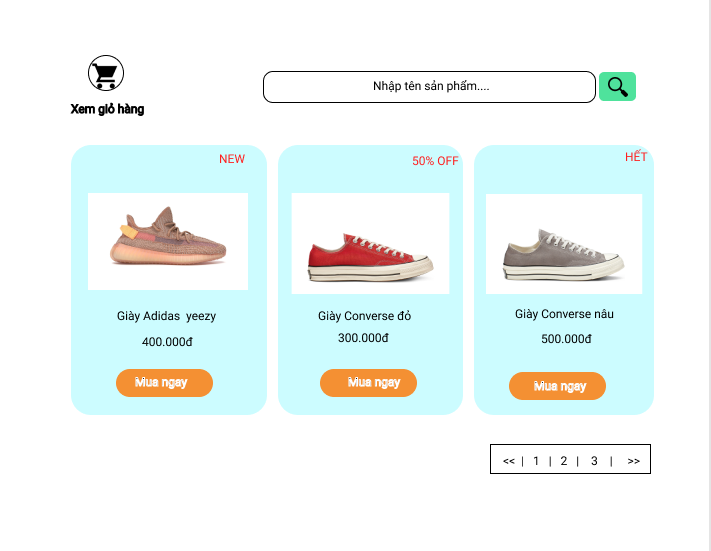 Nhập tên sản phẩm....
Xem giỏ hàng
NEW
50% OFF
HẾT
Giày Adidas yeezy
400.000đ
Mua ngay
Giày Converse đỏ
300.000đ
Mua ngay
Giày Converse nâu
500.000đ
Mua ngay
<< | 1 | 2 | 3 | >>